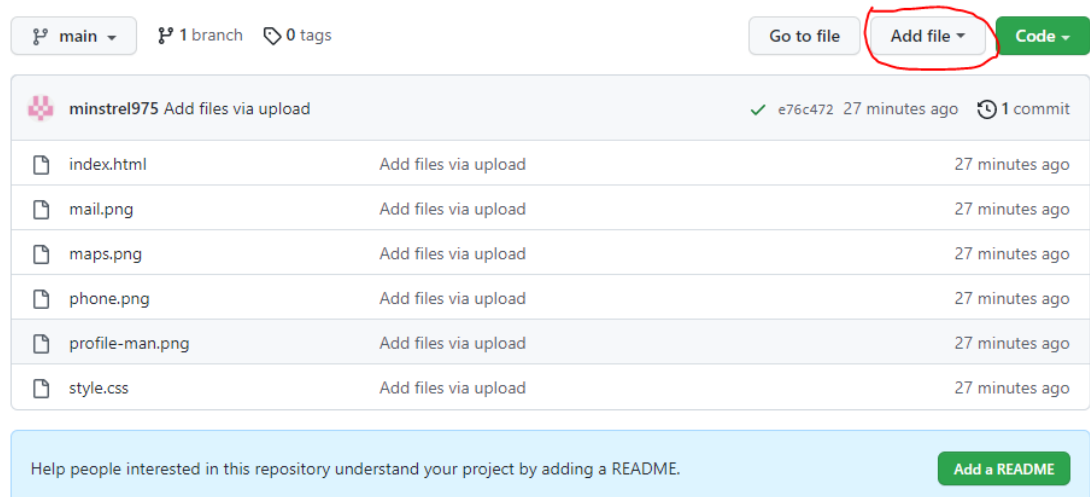 main 1 branch 0 tags Go to file Add file Code
minstrel975 Add files via upload e76c472 27 minutes ago 1 commit
index.html Add files via upload 27 minutes ago
mail.png Add files via upload 27 minutes ago
maps.png Add files via upload 27 minutes ago
phone.png Add files via upload 27 minutes ago
profile-man.png Add files via upload 27 minutes ago
style.css Add files via upload 27 minutes ago
Help people interested in this repository understand your project by adding a README. Add a README